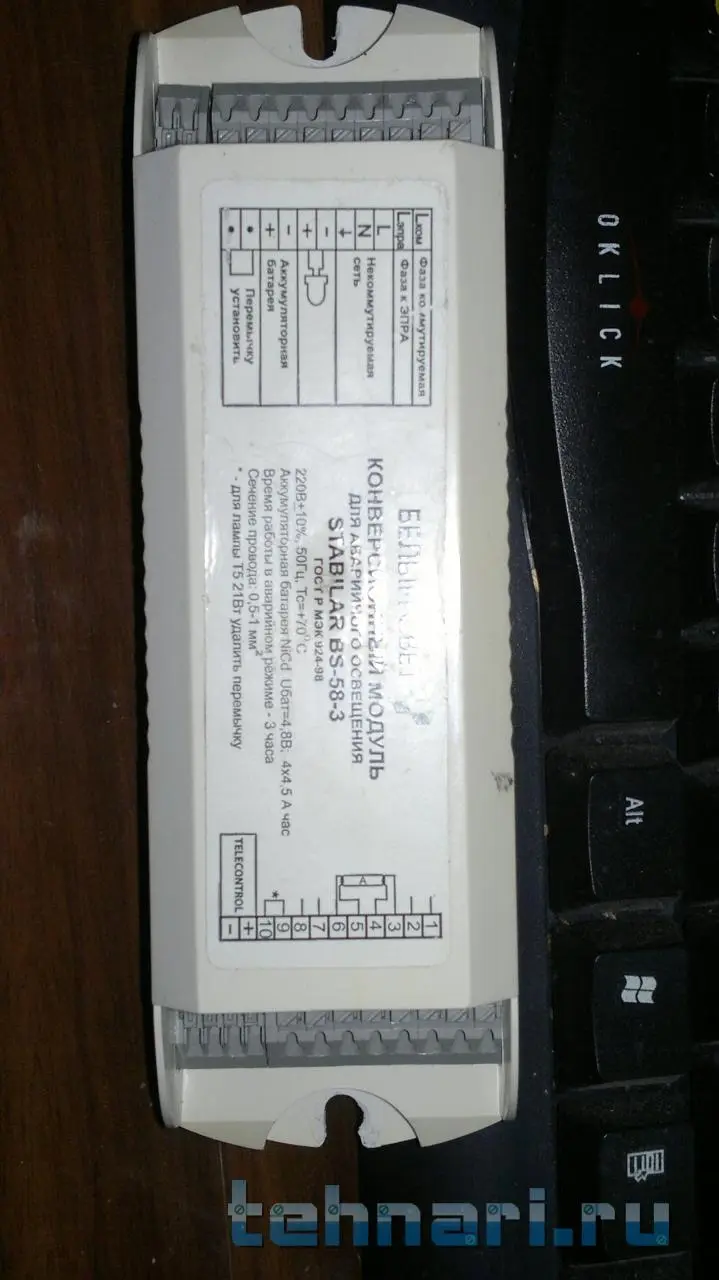 Lком Фаза коммутируемая
Lэпра Фаза к ЭПРА
L
N Некоммутируемая
сеть
-
+
- Аккумуляторная
+ батарея
• Перемычку
• установить
КОНВЕРСИОННЫЙ МОДУЛЬ
ДЛЯ АВАРИЙНОГО ОСВЕЩЕНИЯ
STABILAR BS-58-3
ГОСТ Р МЭК 924-98
220В±10%, 50Гц, Tc=+70°C
Аккумуляторная батарея NiCd Uбат=4,8В; 4x4,5 А час
Время работы в аварийном режиме - 3 часа
Сечение провода: 0,5-1 мм²
* - для лампы Т5 21Вт удалить перемычку
1
2
3
4
5
6
7
8
9
10
A
*
TELECONTROL
+
-
OKLICK
Alt
tehnari.ru